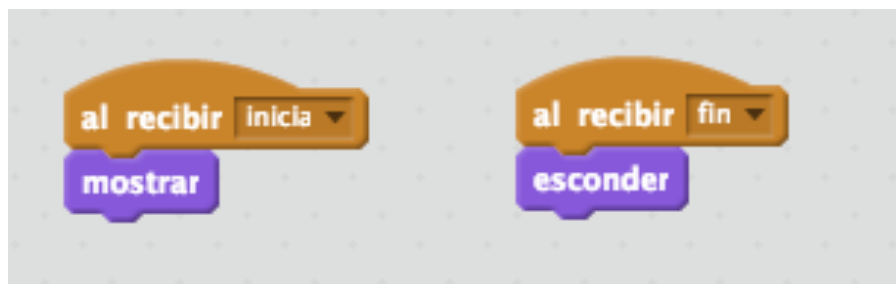 al recibir inicia
mostrar
al recibir fin
esconder